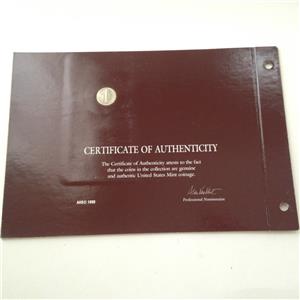 CERTIFICATE OF AUTHENTICITY
The Certificate of Authenticity attests to the fact
that the coins in the collection are genuine
and authentic United States Mint coinage.
Professional Numismatist